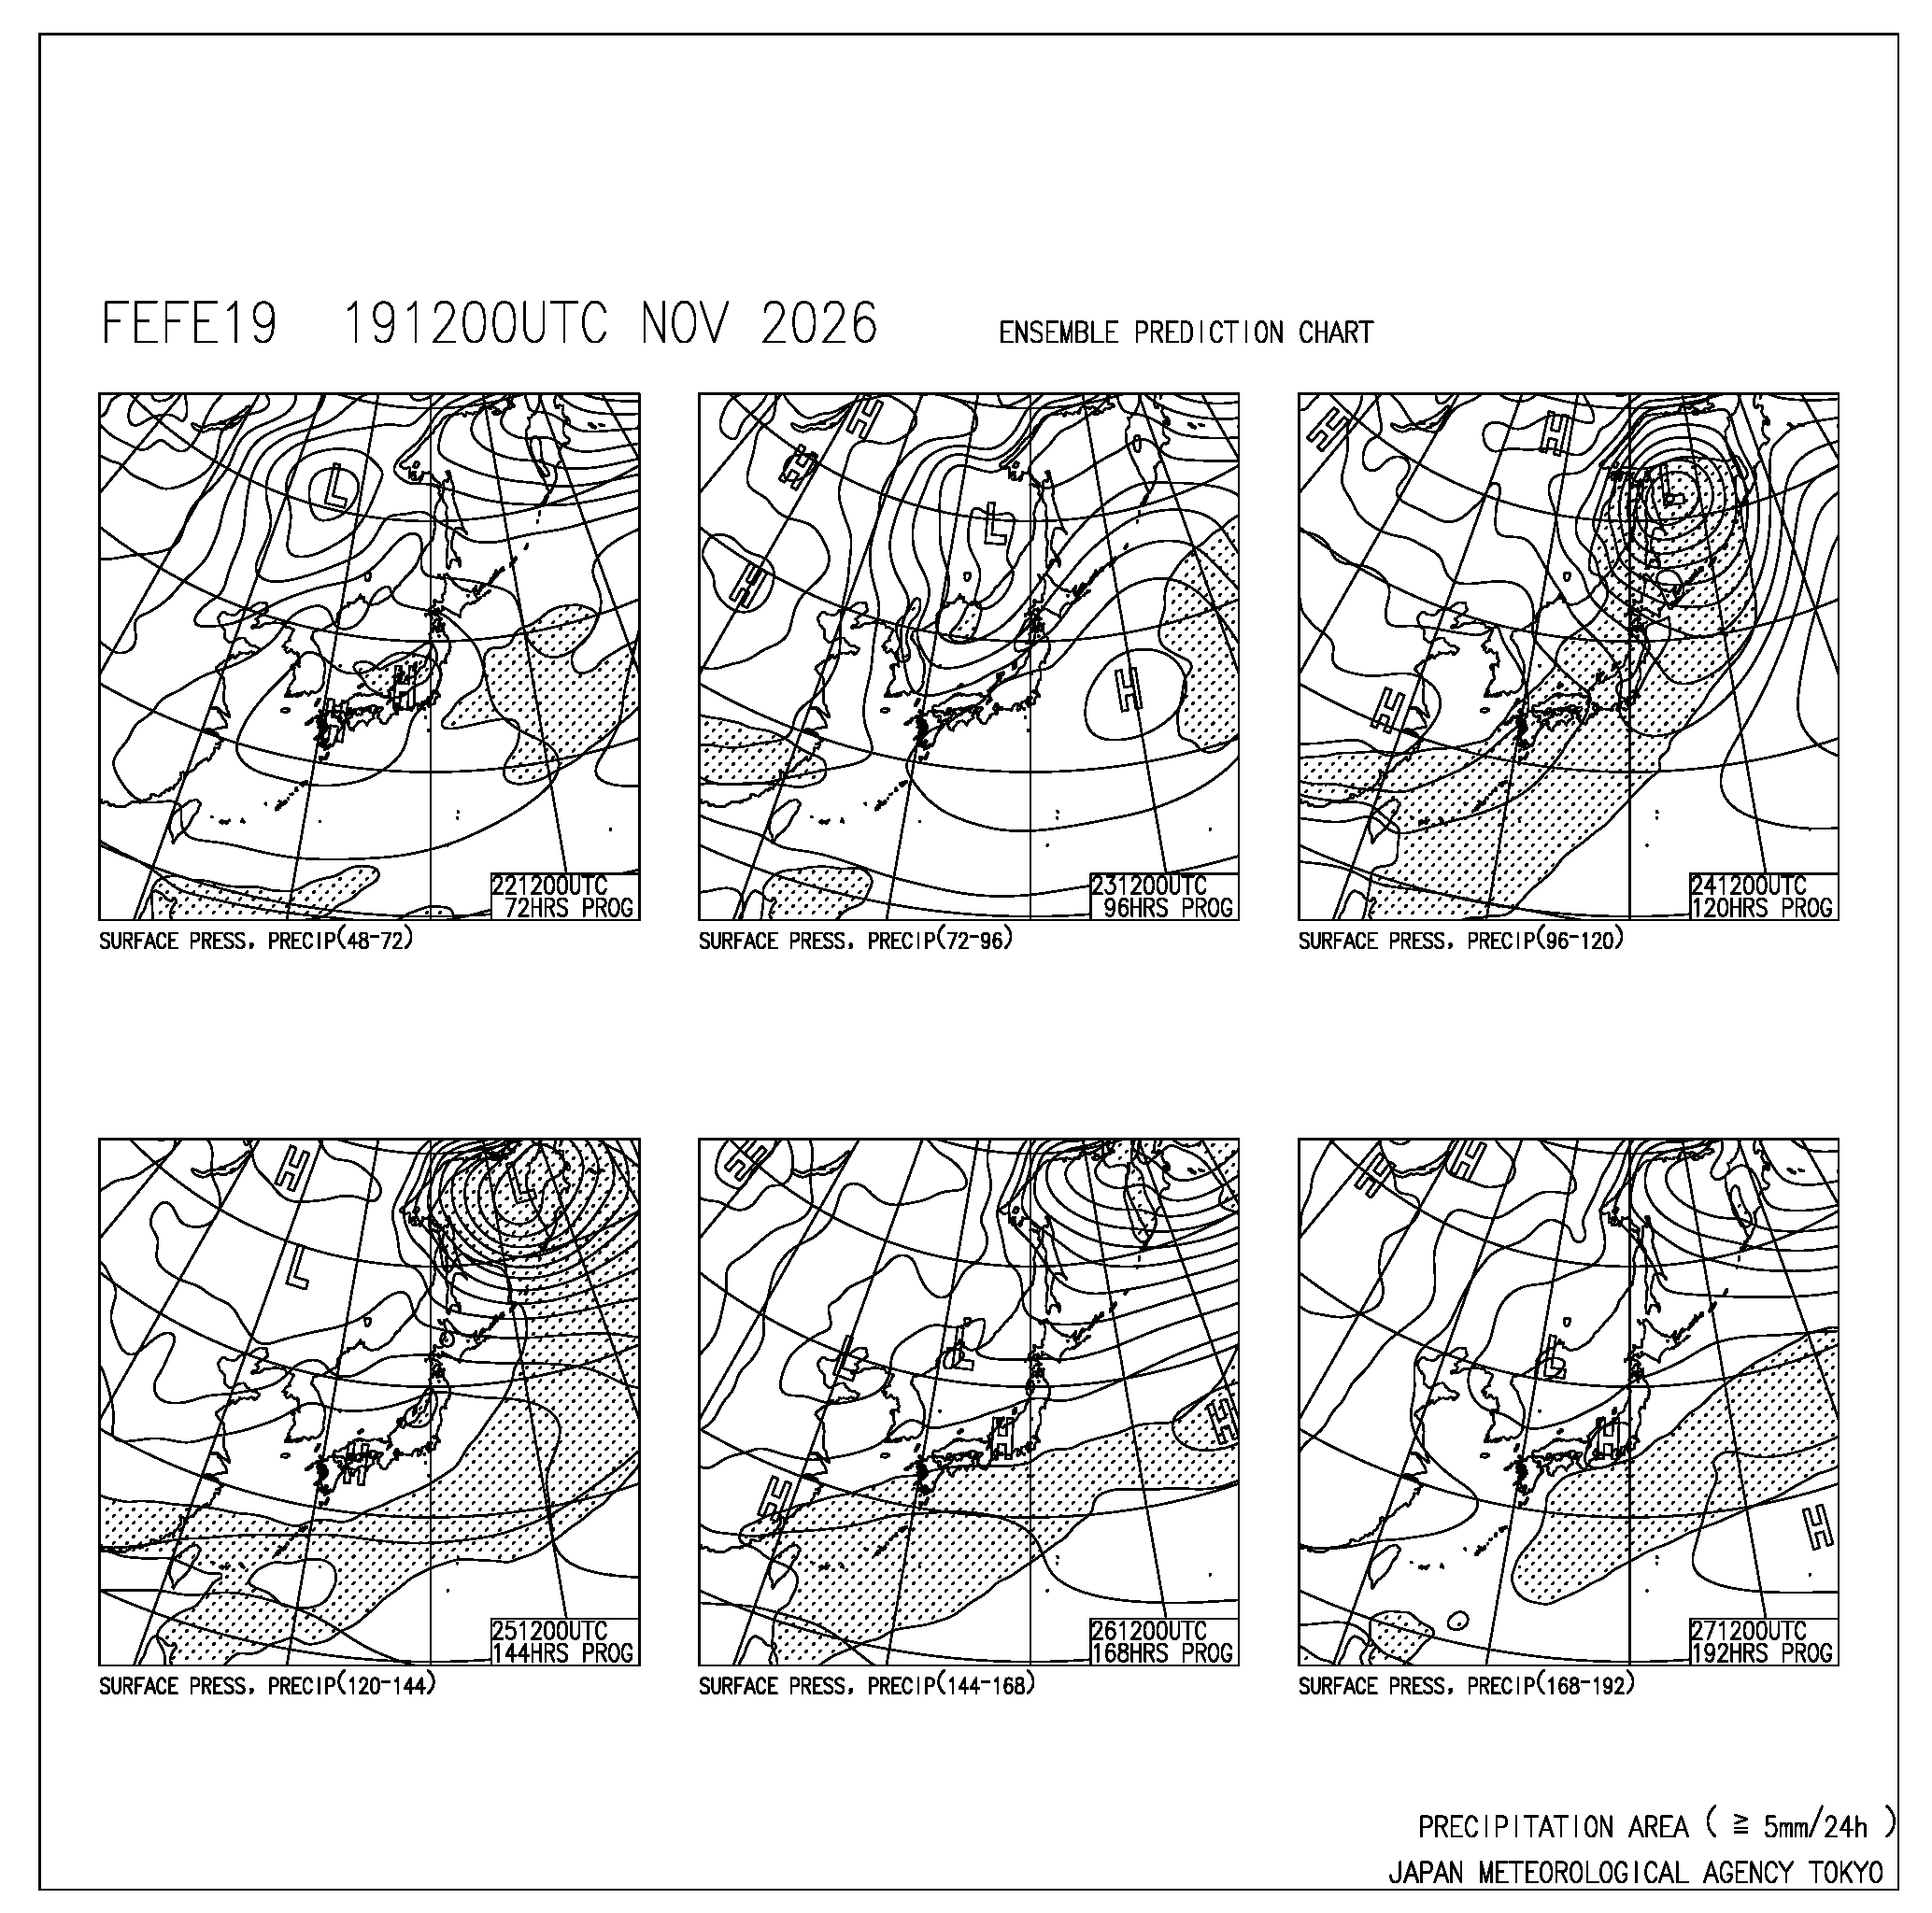 FEFE19 191200UTC NOV 2026 ENSEMBLE PREDICTION CHART
L
H
H
221200UTC
72HRS PROG
SURFACE PRESS, PRECIP(48-72)
H
H
H
L
H
231200UTC
96HRS PROG
SURFACE PRESS, PRECIP(72-96)
H
H
L
H
241200UTC
120HRS PROG
SURFACE PRESS, PRECIP(96-120)
H
L
L
H
251200UTC
144HRS PROG
SURFACE PRESS, PRECIP(120-144)
H
L
L
H
H
H
261200UTC
168HRS PROG
SURFACE PRESS, PRECIP(144-168)
H
H
L
H
H
271200UTC
192HRS PROG
SURFACE PRESS, PRECIP(168-192)
PRECIPITATION AREA ( ≧ 5mm/24h )
JAPAN METEOROLOGICAL AGENCY TOKYO